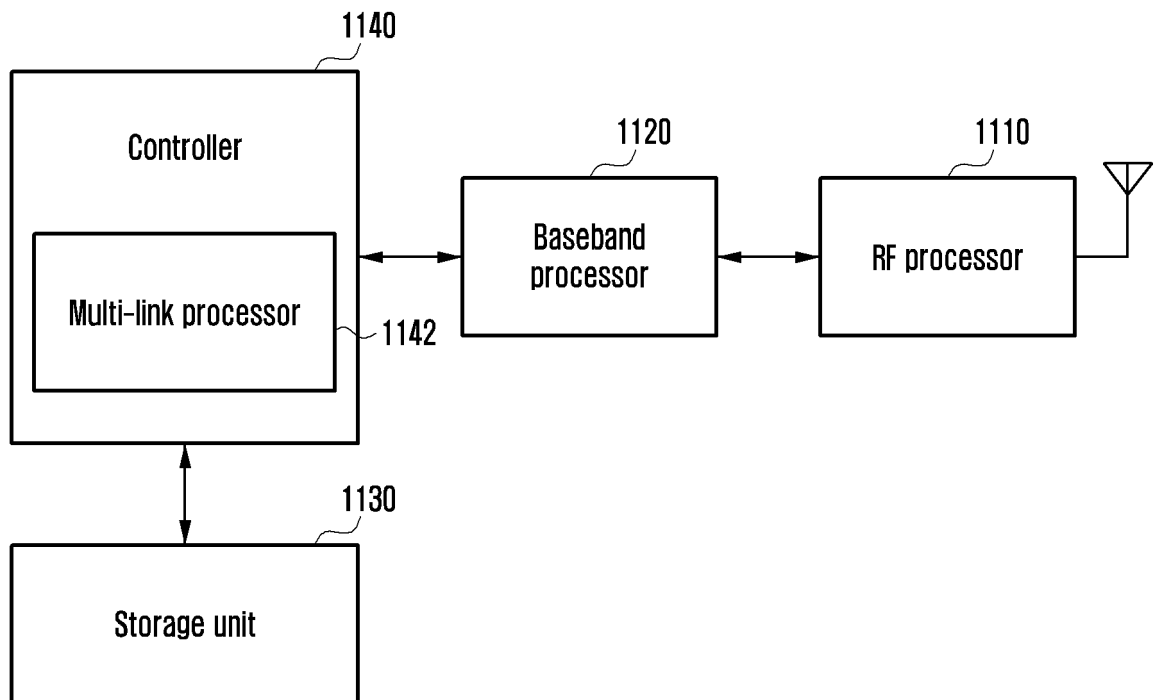 1140
Controller
1120
1110
Baseband
processor
RF processor
Multi-link processor
1142
1130
Storage unit